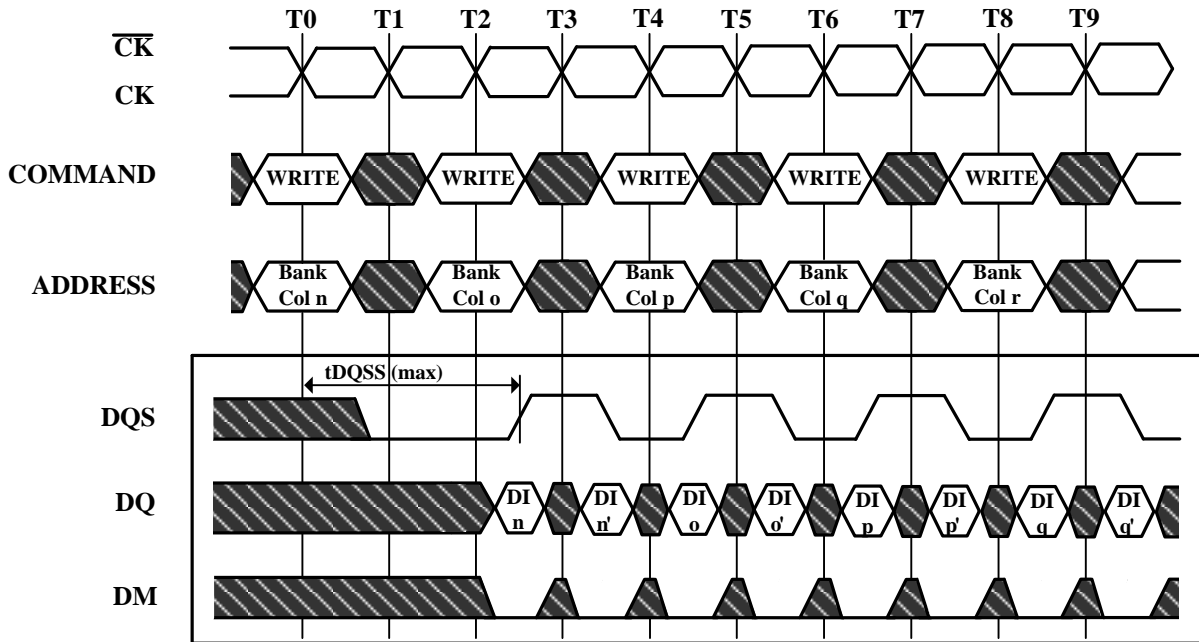 T0 T1 T2 T3 T4 T5 T6 T7 T8 T9
CK
CK
COMMAND WRITE WRITE WRITE WRITE WRITE
ADDRESS Bank Bank Bank Bank Bank
Col n Col o Col p Col q Col r
tDQSS (max)
DQS
DQ DI DI DI DI DI DI DI DI
n n' o o' p p' q q'
DM